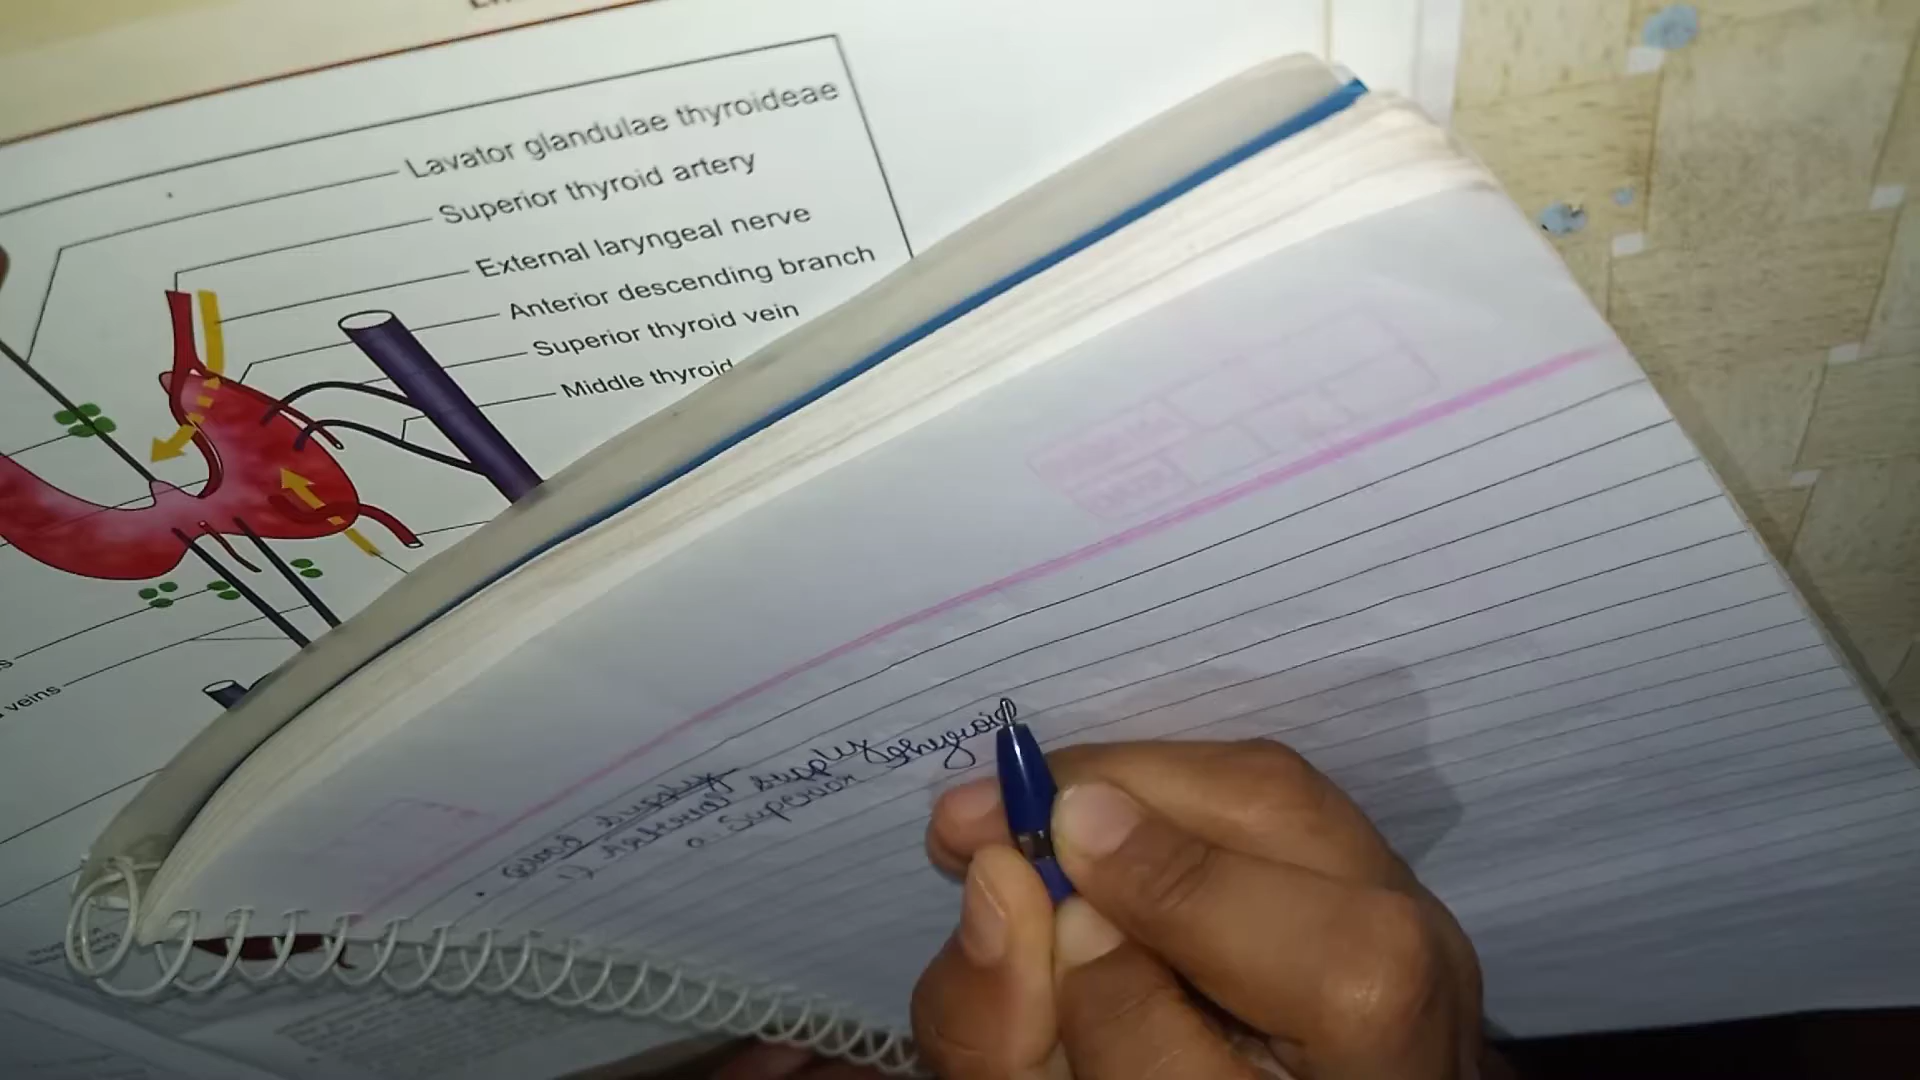 Lavator glandulae thyroideae
Superior thyroid artery
External laryngeal nerve
Anterior descending branch
Superior thyroid vein
Middle thyroid
veins
• Blood supply
1) Arterial supply
a. Superior thyroid